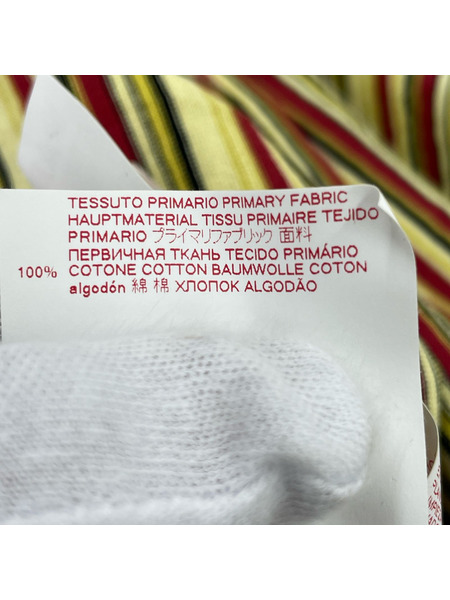 TESSUTO PRIMARIO PRIMARY FABRIC
HAUPTMATERIAL TISSU PRIMAIRE TEJIDO
PRIMARIO プライマリファブリック 面料
ПЕРВИЧНАЯ ТКАНЬ TECIDO PRIMÁRIO
100% COTONE COTTON BAUMWOLLE COTON
algodón 綿 棉 ХЛОПОК ALGODÃO